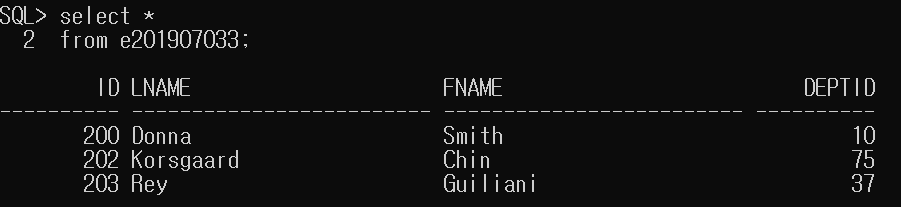 SQL> select *
  2  from e201907033;
        ID LNAME                     FNAME                         DEPTID
---------- ------------------------- ------------------------- ----------
       200 Donna                     Smith                             10
       202 Korsgaard                 Chin                              75
       203 Rey                       Guiliani                          37